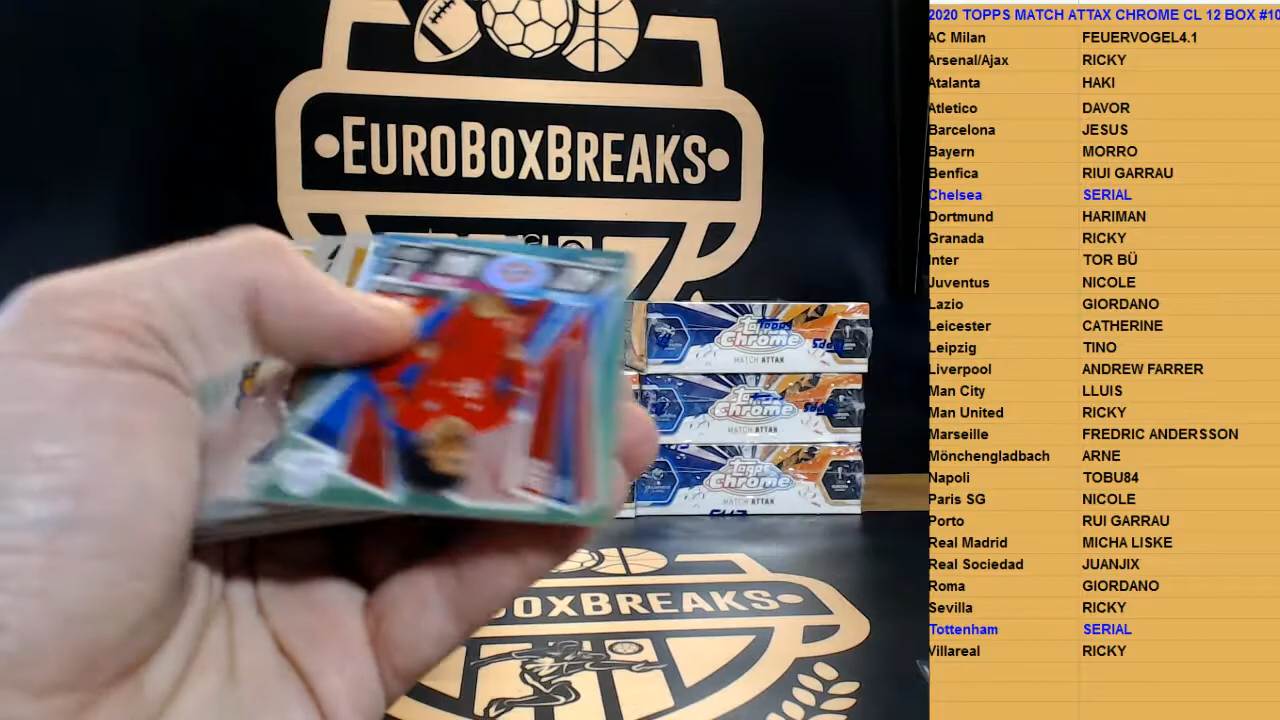 EUROBOXBREAKS
Topps
Chrome
MATCH ATTAX
Topps
Chrome
MATCH ATTAX
Topps
Chrome
MATCH ATTAX
OXBREAKS
2020 TOPPS MATCH ATTAX CHROME CL 12 BOX #10
AC Milan FEUERVOGEL4.1
Arsenal/Ajax RICKY
Atalanta HAKI
Atletico DAVOR
Barcelona JESUS
Bayern MORRO
Benfica RIUI GARRAU
Chelsea SERIAL
Dortmund HARIMAN
Granada RICKY
Inter TOR BÜ
Juventus NICOLE
Lazio GIORDANO
Leicester CATHERINE
Leipzig TINO
Liverpool ANDREW FARRER
Man City LLUIS
Man United RICKY
Marseille FREDRIC ANDERSSON
Mönchengladbach ARNE
Napoli TOBU84
Paris SG NICOLE
Porto RUI GARRAU
Real Madrid MICHA LISKE
Real Sociedad JUANJIX
Roma GIORDANO
Sevilla RICKY
Tottenham SERIAL
Villareal RICKY